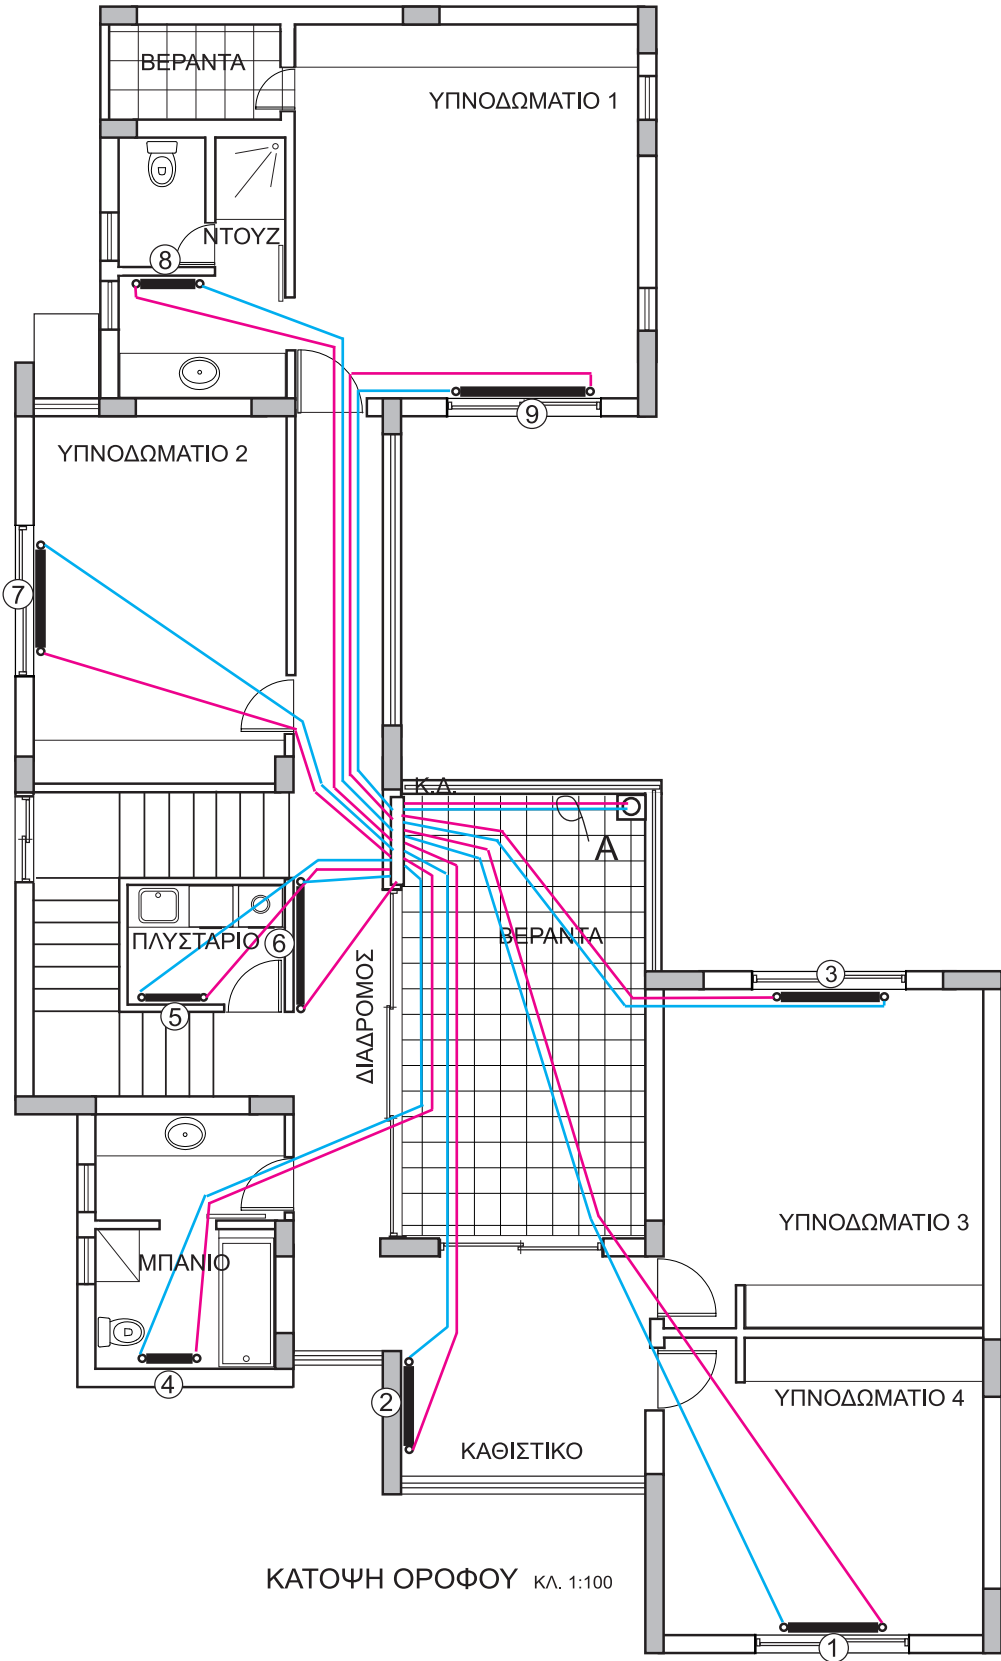 ΒΕΡΑΝΤΑ
ΥΠΝΟΔΩΜΑΤΙΟ 1
ΝΤΟΥΖ
8
9
ΥΠΝΟΔΩΜΑΤΙΟ 2
7
Κ.Δ.
Α
ΠΛΥΣΤΑΡΙΟ
6
ΒΕΡΑΝΤΑ
3
5
ΔΙΑΔΡΟΜΟΣ
ΥΠΝΟΔΩΜΑΤΙΟ 3
ΜΠΑΝΙΟ
4
2
ΥΠΝΟΔΩΜΑΤΙΟ 4
ΚΑΘΙΣΤΙΚΟ
ΚΑΤΟΨΗ ΟΡΟΦΟΥ ΚΛ. 1:100
1